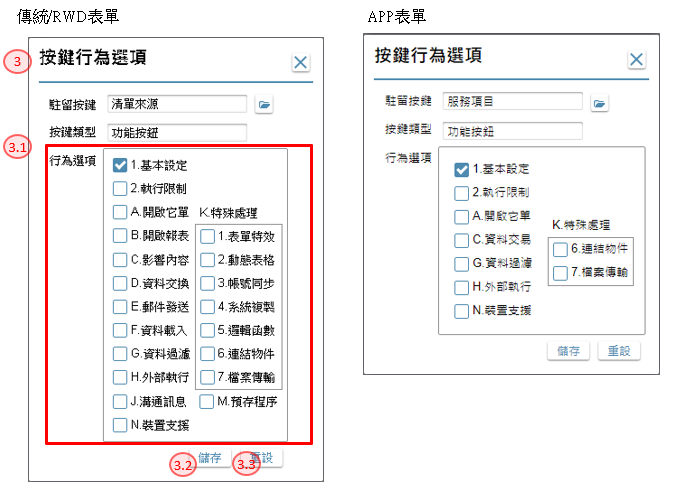 傳統/RWD表單
3
按鍵行為選項
駐留按鍵
清單來源
按鍵類型
功能按鈕
3.1
行為選項
1.基本設定
2.執行限制
A.開啟它單
K.特殊處理
B.開啟報表
1.表單特效
C.影響內容
2.動態表格
D.資料交換
3.帳號同步
E.郵件發送
4.系統複製
F.資料載入
5.邏輯函數
G.資料過濾
6.連結物件
H.外部執行
7.檔案傳輸
J.溝通訊息
M.預存程序
N.裝置支援
3.2
儲存
3.3
重設
APP表單
按鍵行為選項
駐留按鍵
服務項目
按鍵類型
功能按鈕
行為選項
1.基本設定
2.執行限制
A.開啟它單
K.特殊處理
C.資料交易
6.連結物件
G.資料過濾
7.檔案傳輸
H.外部執行
N.裝置支援
儲存
重設